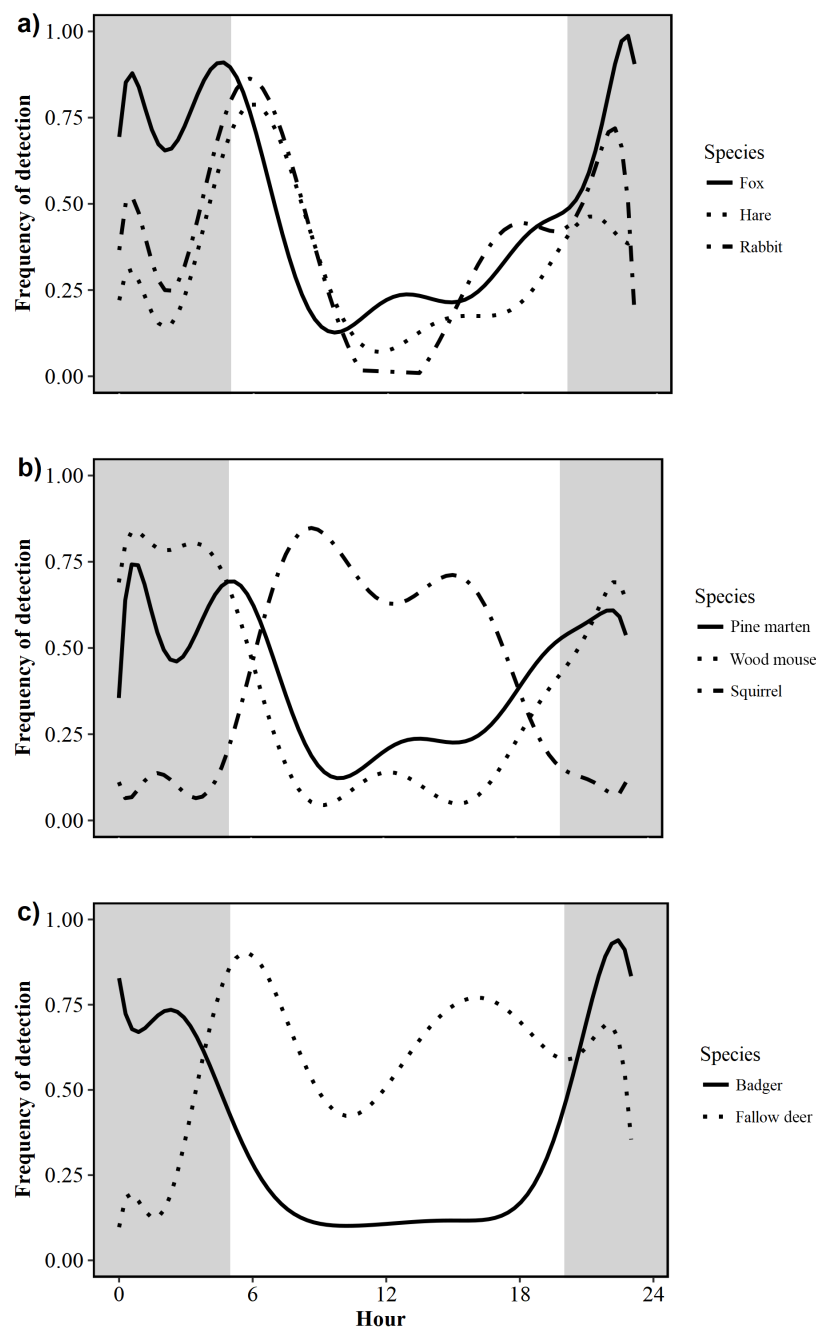 a)
1.00
0.75
0.50
0.25
0.00
Frequency of detection
Species
Fox
Hare
Rabbit
b)
1.00
0.75
0.50
0.25
0.00
Frequency of detection
Species
Pine marten
Wood mouse
Squirrel
c)
1.00
0.75
0.50
0.25
0.00
Frequency of detection
Species
Badger
Fallow deer
0 6 12 18 24
Hour